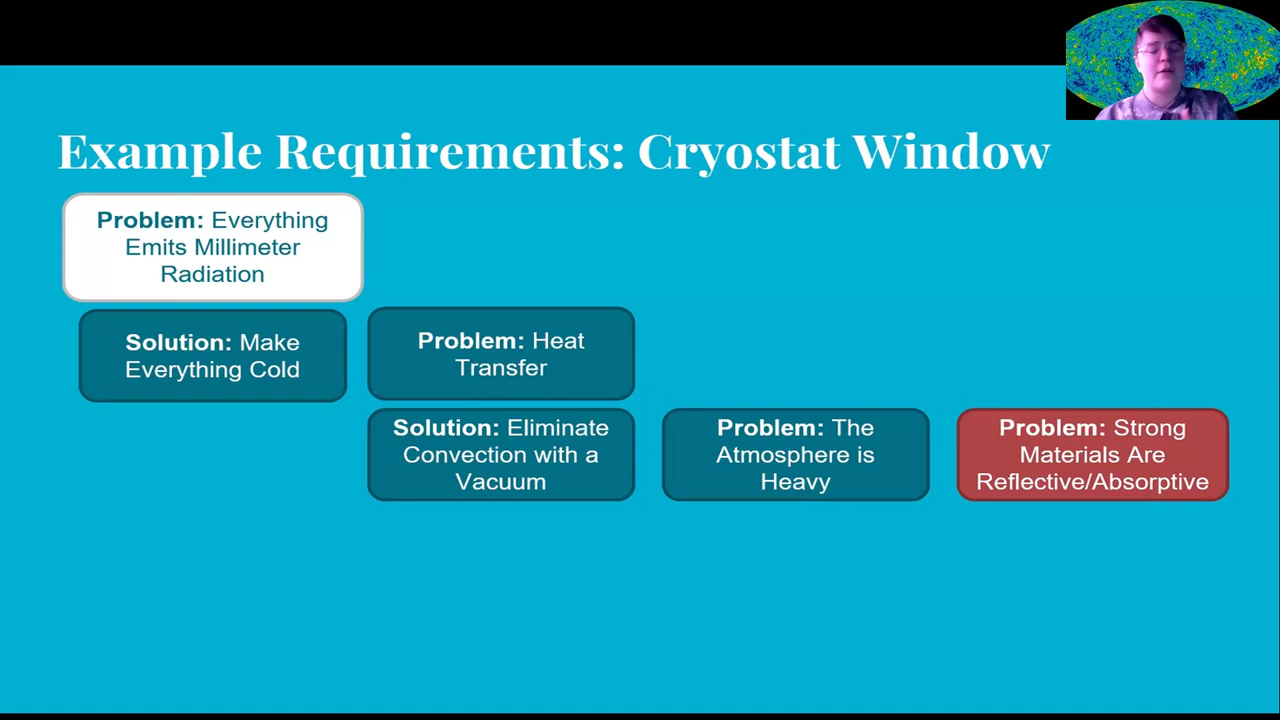 Example Requirements: Cryostat Window
Problem: Everything
Emits Millimeter
Radiation
Solution: Make
Everything Cold
Problem: Heat
Transfer
Solution: Eliminate
Convection with a
Vacuum
Problem: The
Atmosphere is
Heavy
Problem: Strong
Materials Are
Reflective/Absorptive